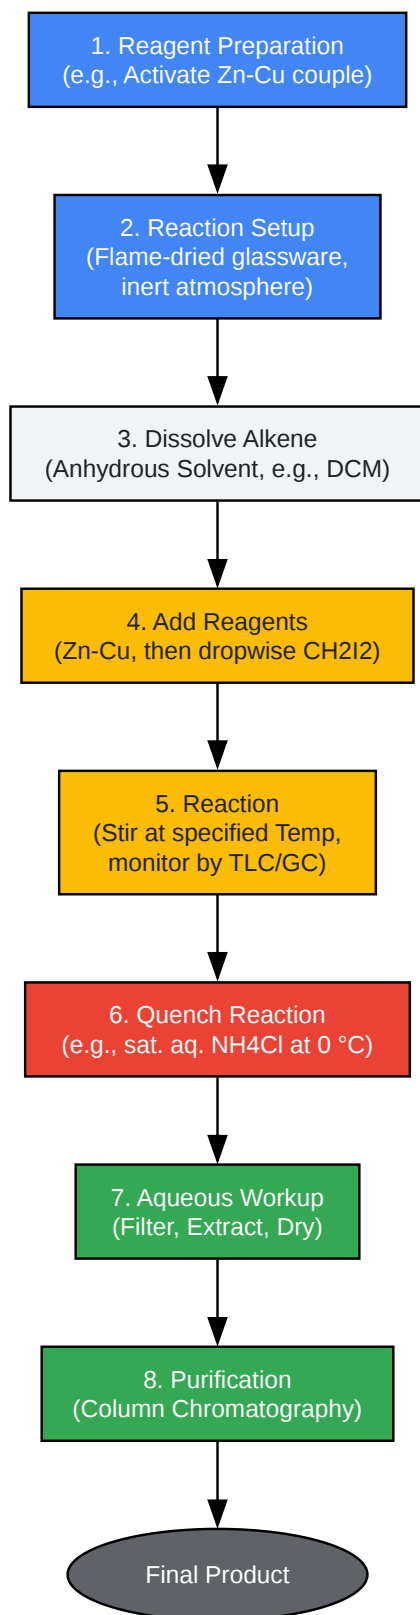 1. Reagent Preparation
(e.g., Activate Zn-Cu couple)
2. Reaction Setup
(Flame-dried glassware,
inert atmosphere)
3. Dissolve Alkene
(Anhydrous Solvent, e.g., DCM)
4. Add Reagents
(Zn-Cu, then dropwise CH2I2)
5. Reaction
(Stir at specified Temp,
monitor by TLC/GC)
6. Quench Reaction
(e.g., sat. aq. NH4Cl at 0 °C)
7. Aqueous Workup
(Filter, Extract, Dry)
8. Purification
(Column Chromatography)
Final Product